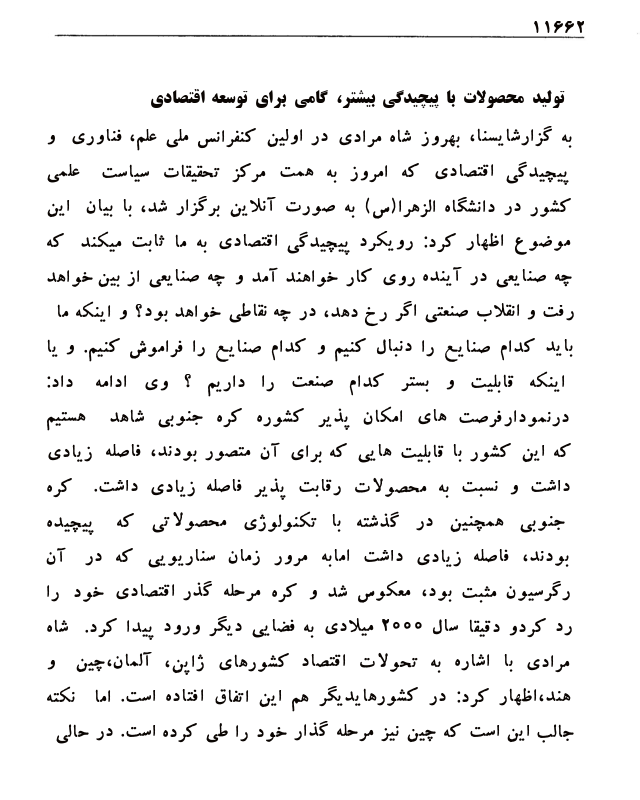 ۱۱۶۶۲
تولید محصولات با پیچیدگی بیشتر، گامی برای توسعه اقتصادی
به گزارشایسنا، بهروز شاه مرادی در اولین کنفرانس ملی علم، فناوری و
پیچیدگی اقتصادی که امروز به همت مرکز تحقیقات سیاست علمی
کشور در دانشگاه الزهرا(س) به صورت آنلاین برگزار شد، با بیان این
موضوع اظهار کرد: رویکرد پیچیدگی اقتصادی به ما ثابت میکند که
چه صنایعی در آینده روی کار خواهند آمد و چه صنایعی از بین خواهد
رفت و انقلاب صنعتی اگر رخ دهد، در چه نقاطی خواهد بود؟ و اینکه ما
باید کدام صنایع را دنبال کنیم و کدام صنایع را فراموش کنیم. و یا
اینکه قابلیت و بستر کدام صنعت را داریم ؟ وی ادامه داد:
درنمودارفرصت های امکان پذیر کشوره کره جنوبی شاهد هستیم
که این کشور با قابلیت هایی که برای آن متصور بودند، فاصله زیادی
داشت و نسبت به محصولات رقابت پذیر فاصله زیادی داشت. کره
جنوبی همچنین در گذشته با تکنولوژی محصولاتی که پیچیده
بودند، فاصله زیادی داشت امابه مرور زمان سناریویی که در آن
رگرسیون مثبت بود، معکوس شد و کره مرحله گذر اقتصادی خود را
رد کردو دقیقا سال ۲۰۰۰ میلادی به فضایی دیگر ورود پیدا کرد. شاه
مرادی با اشاره به تحولات اقتصاد کشورهای ژاپن، آلمان،چین و
هند،اظهار کرد: در کشورهایدیگر هم این اتفاق افتاده است. اما نکته
جالب این است که چین نیز مرحله گذار خود را طی کرده است. در حالی